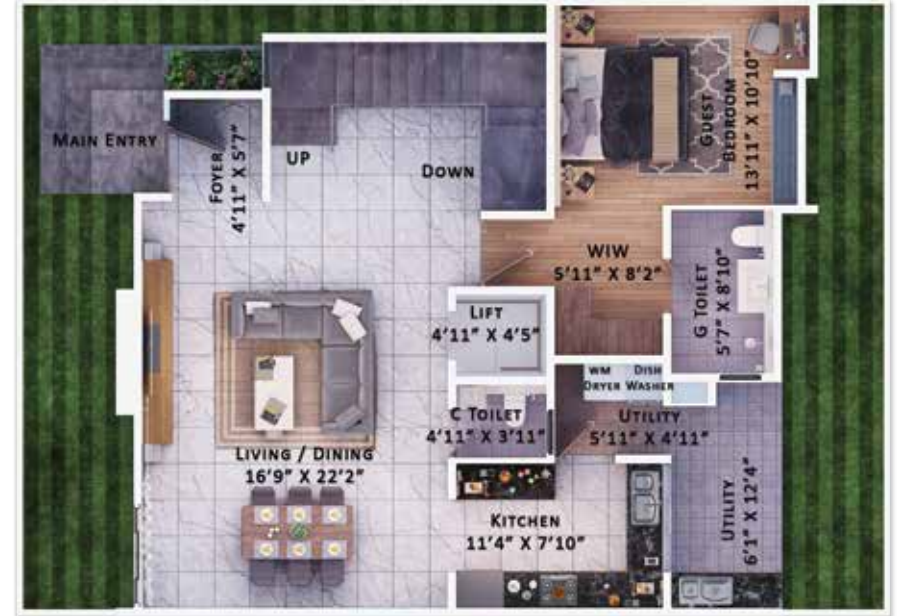 MAIN ENTRY
FOYER
4'11" X 5'7"
UP
DOWN
GUEST
BEDROOM
13'11" X 10'10"
WIW
5'11" X 8'2"
G TOILET
5'7" X 8'10"
LIFT
4'11" X 4'5"
WM DISH
DRYER WASHER
C TOILET
4'11" X 3'11"
UTILITY
5'11" X 4'11"
LIVING / DINING
16'9" X 22'2"
KITCHEN
11'4" X 7'10"
UTILITY
6'1" X 12'4"